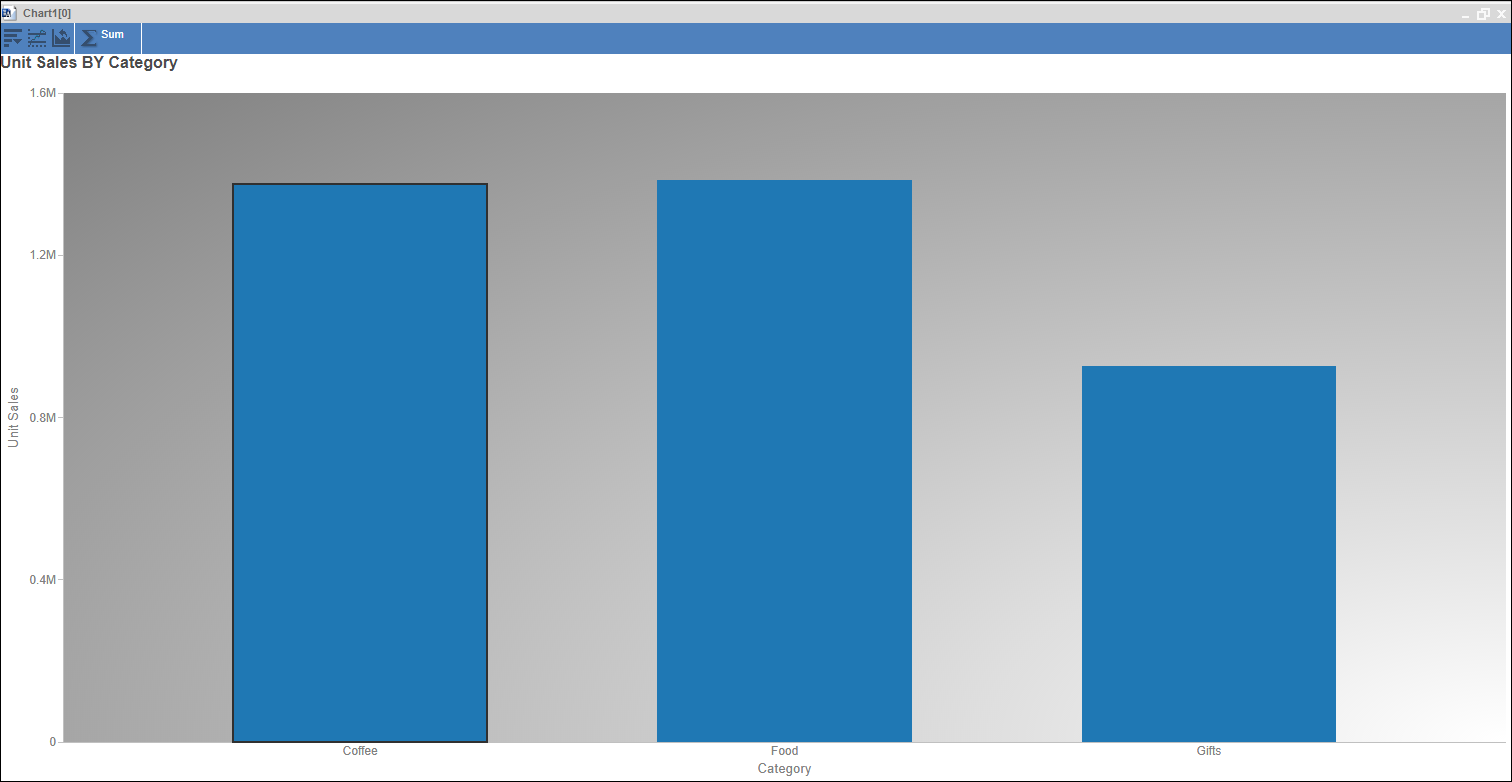 Chart1[0]
Sum
Unit Sales BY Category
1.6M
1.2M
0.8M
0.4M
0
Unit Sales
Coffee
Food
Gifts
Category